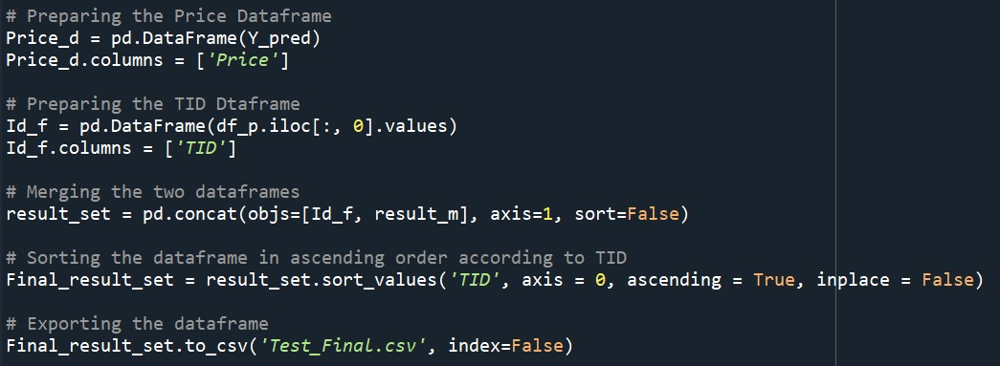 # Preparing the Price Dataframe
Price_d = pd.DataFrame(Y_pred)
Price_d.columns = ['Price']
# Preparing the TID Dtaframe
Id_f = pd.DataFrame(df_p.iloc[:, 0].values)
Id_f.columns = ['TID']
# Merging the two dataframes
result_set = pd.concat(objs=[Id_f, result_m], axis=1, sort=False)
# Sorting the dataframe in ascending order according to TID
Final_result_set = result_set.sort_values('TID', axis = 0, ascending = True, inplace = False)
# Exporting the dataframe
Final_result_set.to_csv('Test_Final.csv', index=False)